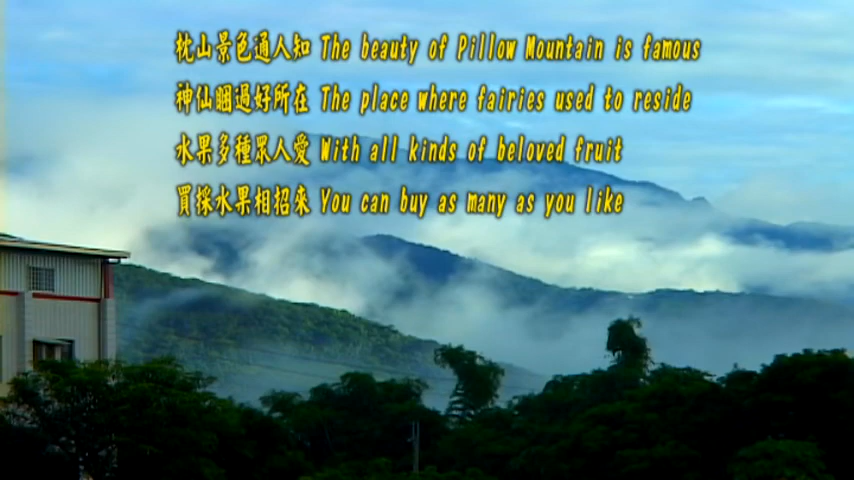 枕山景色通人知 The beauty of Pillow Mountain is famous
神仙睏過好所在 The place where fairies used to reside
水果多種眾人愛 With all kinds of beloved fruit
買採水果相招來 You can buy as many as you like